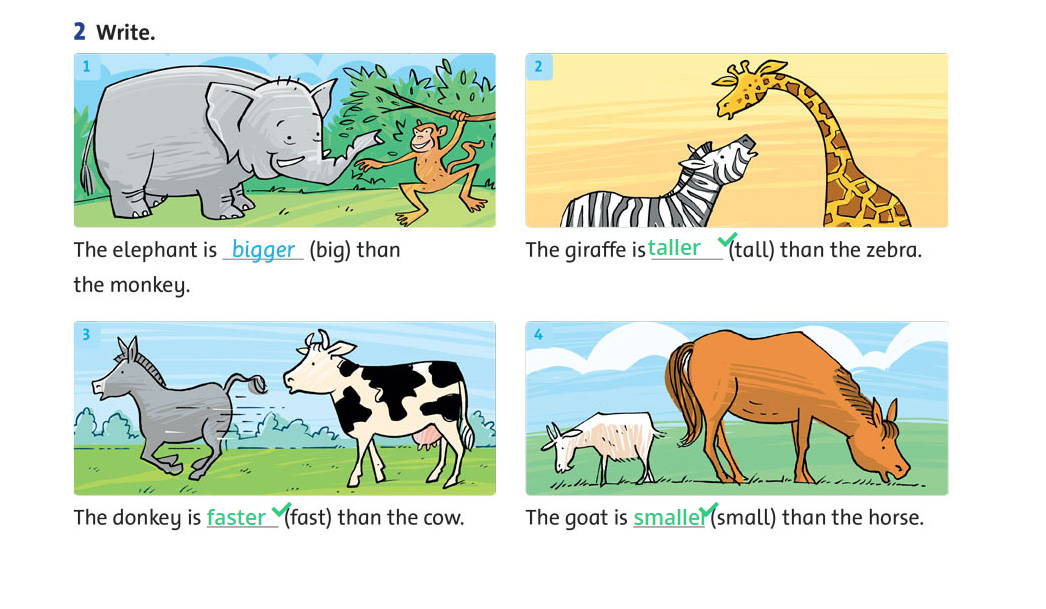 2 Write.
1
2
The elephant is bigger (big) than
the monkey.
The giraffe is taller (tall) than the zebra.
3
4
The donkey is faster (fast) than the cow.
The goat is smaller (small) than the horse.